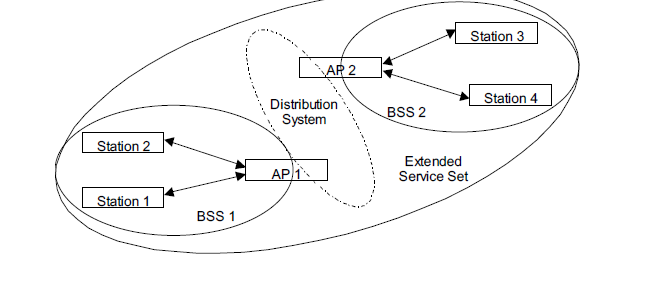 Station 3
AP 2
Station 4
Distribution
System
BSS 2
Station 2
Extended
Service Set
AP 1
Station 1
BSS 1